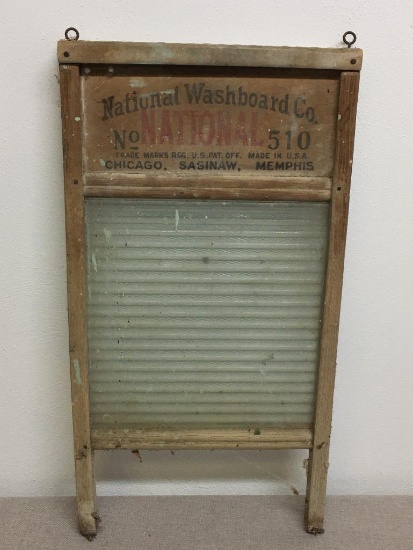 National Washboard Co.
No NATIONAL 510
TRADE MARKS REG. U.S. PAT. OFF. MADE IN U.S.A.
CHICAGO, SAGINAW, MEMPHIS